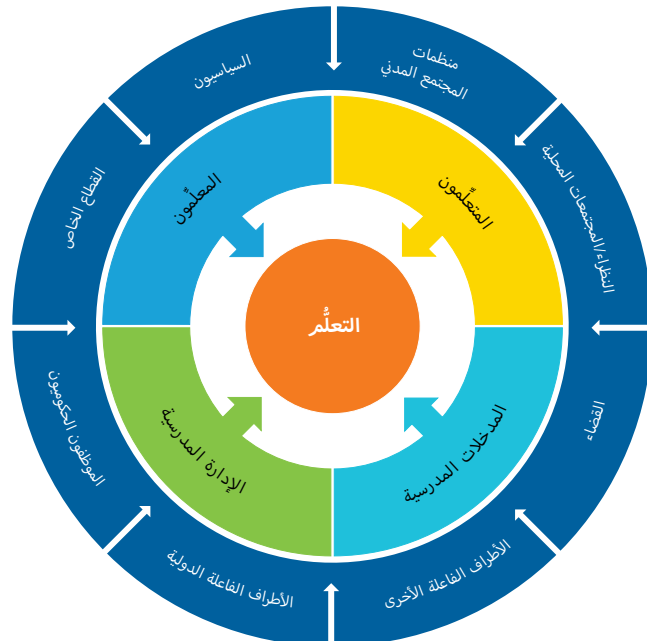 منظمات
المجتمع المدني
النظراء/المجتمعات المحلية
القضاء
الأطراف الفاعلة الأخرى
الأطراف الفاعلة الدولية
الموظفون الحكوميون
القطاع الخاص
السياسيون
المتعلِّمون
المدخلات المدرسية
الإدارة المدرسية
المعلِّمون
التعلُّم